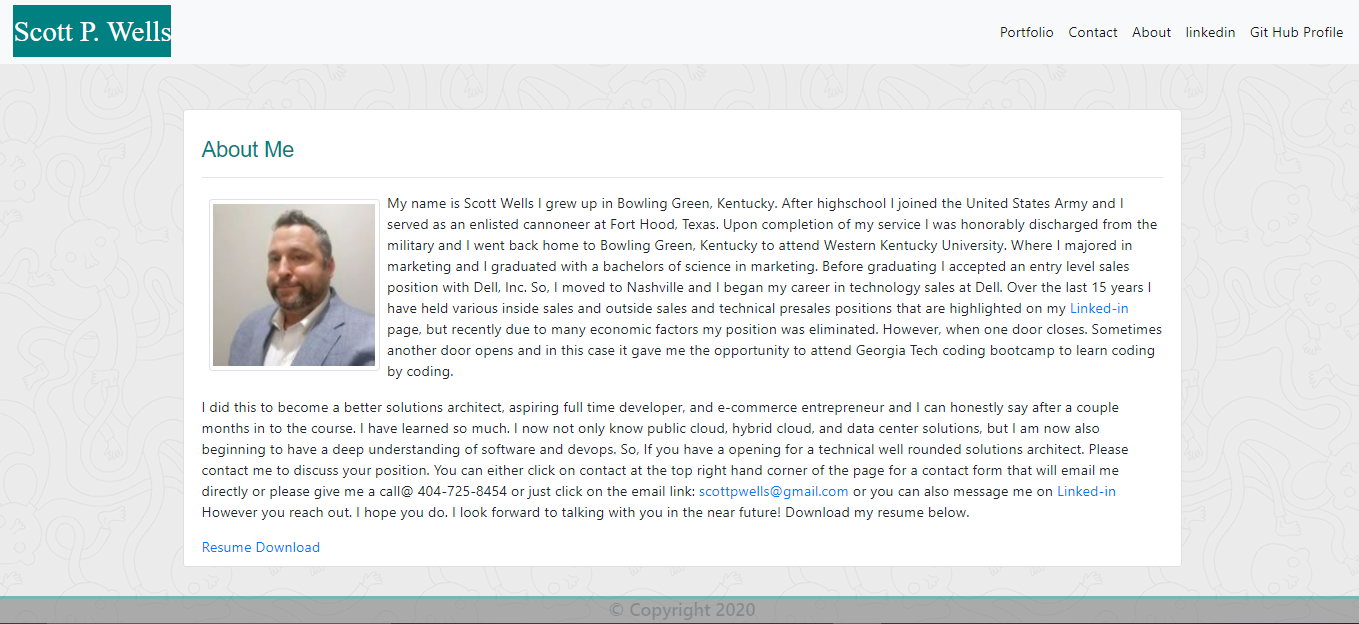 Scott P. Wells
Portfolio Contact About linkedin Git Hub Profile
About Me
My name is Scott Wells I grew up in Bowling Green, Kentucky. After highschool I joined the United States Army and I
served as an enlisted cannoneer at Fort Hood, Texas. Upon completion of my service I was honorably discharged from the
military and I went back home to Bowling Green, Kentucky to attend Western Kentucky University. Where I majored in
marketing and I graduated with a bachelors of science in marketing. Before graduating I accepted an entry level sales
position with Dell, Inc. So, I moved to Nashville and I began my career in technology sales at Dell. Over the last 15 years I
have held various inside sales and outside sales and technical presales positions that are highlighted on my Linked-in
page, but recently due to many economic factors my position was eliminated. However, when one door closes. Sometimes
another door opens and in this case it gave me the opportunity to attend Georgia Tech coding bootcamp to learn coding
by coding.
I did this to become a better solutions architect, aspiring full time developer, and e-commerce entrepreneur and I can honestly say after a couple
months in to the course. I have learned so much. I now not only know public cloud, hybrid cloud, and data center solutions, but I am now also
beginning to have a deep understanding of software and devops. So, If you have a opening for a technical well rounded solutions architect. Please
contact me to discuss your position. You can either click on contact at the top right hand corner of the page for a contact form that will email me
directly or please give me a call@ 404-725-8454 or just click on the email link: scottpwells@gmail.com or you can also message me on Linked-in
However you reach out. I hope you do. I look forward to talking with you in the near future! Download my resume below.
Resume Download
© Copyright 2020